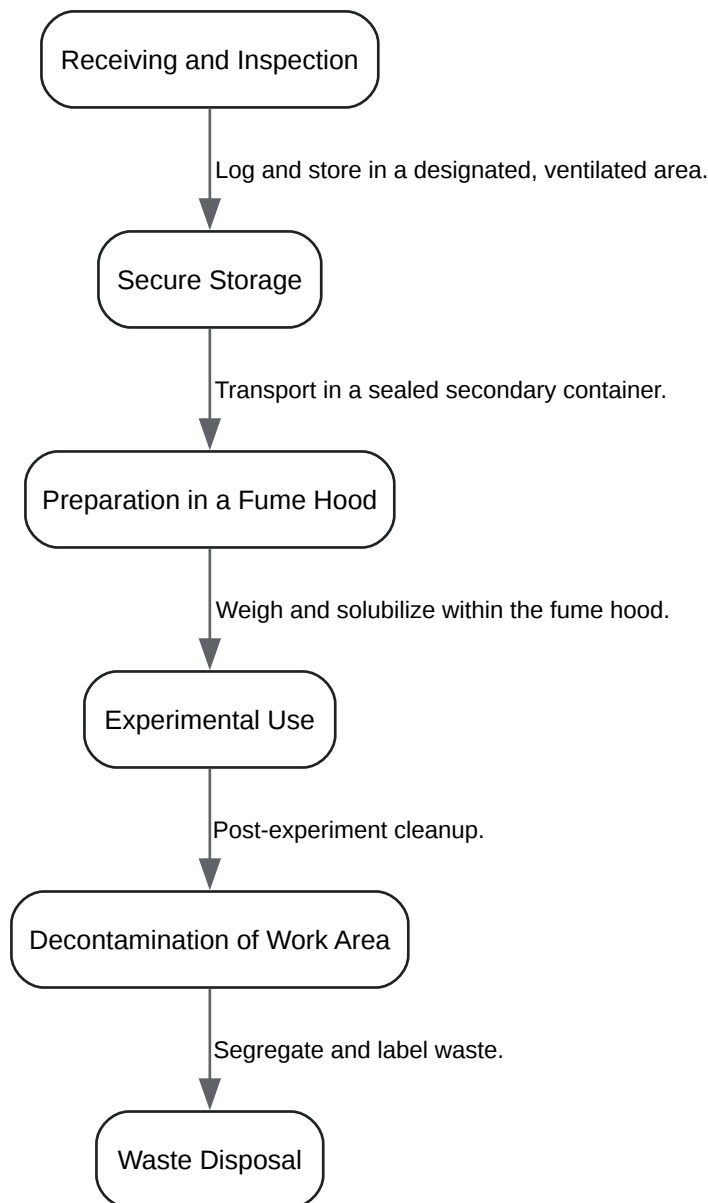 Receiving and Inspection
Log and store in a designated, ventilated area.
Secure Storage
Transport in a sealed secondary container.
Preparation in a Fume Hood
Weigh and solubilize within the fume hood.
Experimental Use
Post-experiment cleanup.
Decontamination of Work Area
Segregate and label waste.
Waste Disposal